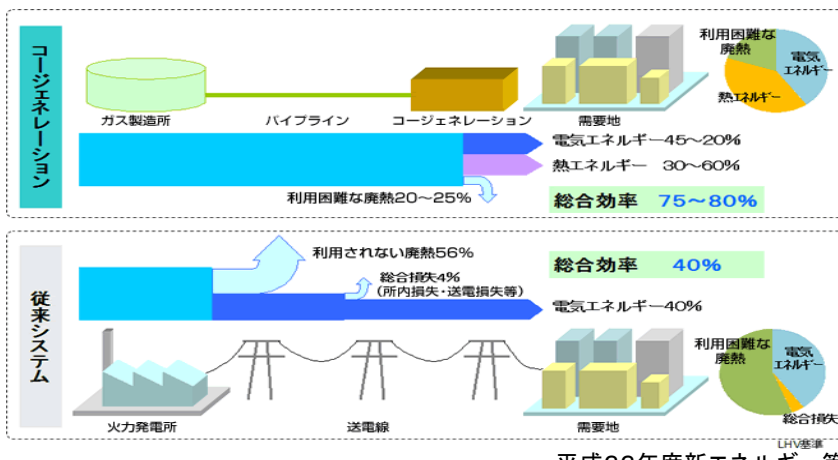 コージェネレーション
利用困難な
廃熱
電気
エネルギー
熱エネルギー
ガス製造所
パイプライン
コージェネレーション
需要地
電気エネルギー45〜20%
熱エネルギー 30〜60%
利用困難な廃熱20〜25%
総合効率 75〜80%
従来システム
利用されない廃熱56%
総合効率 40%
総合損失4%
(所内損失・送電損失等)
電気エネルギー40%
利用困難な
廃熱
電気
エネルギー
総合損失
火力発電所
送電線
需要地
LHV基準